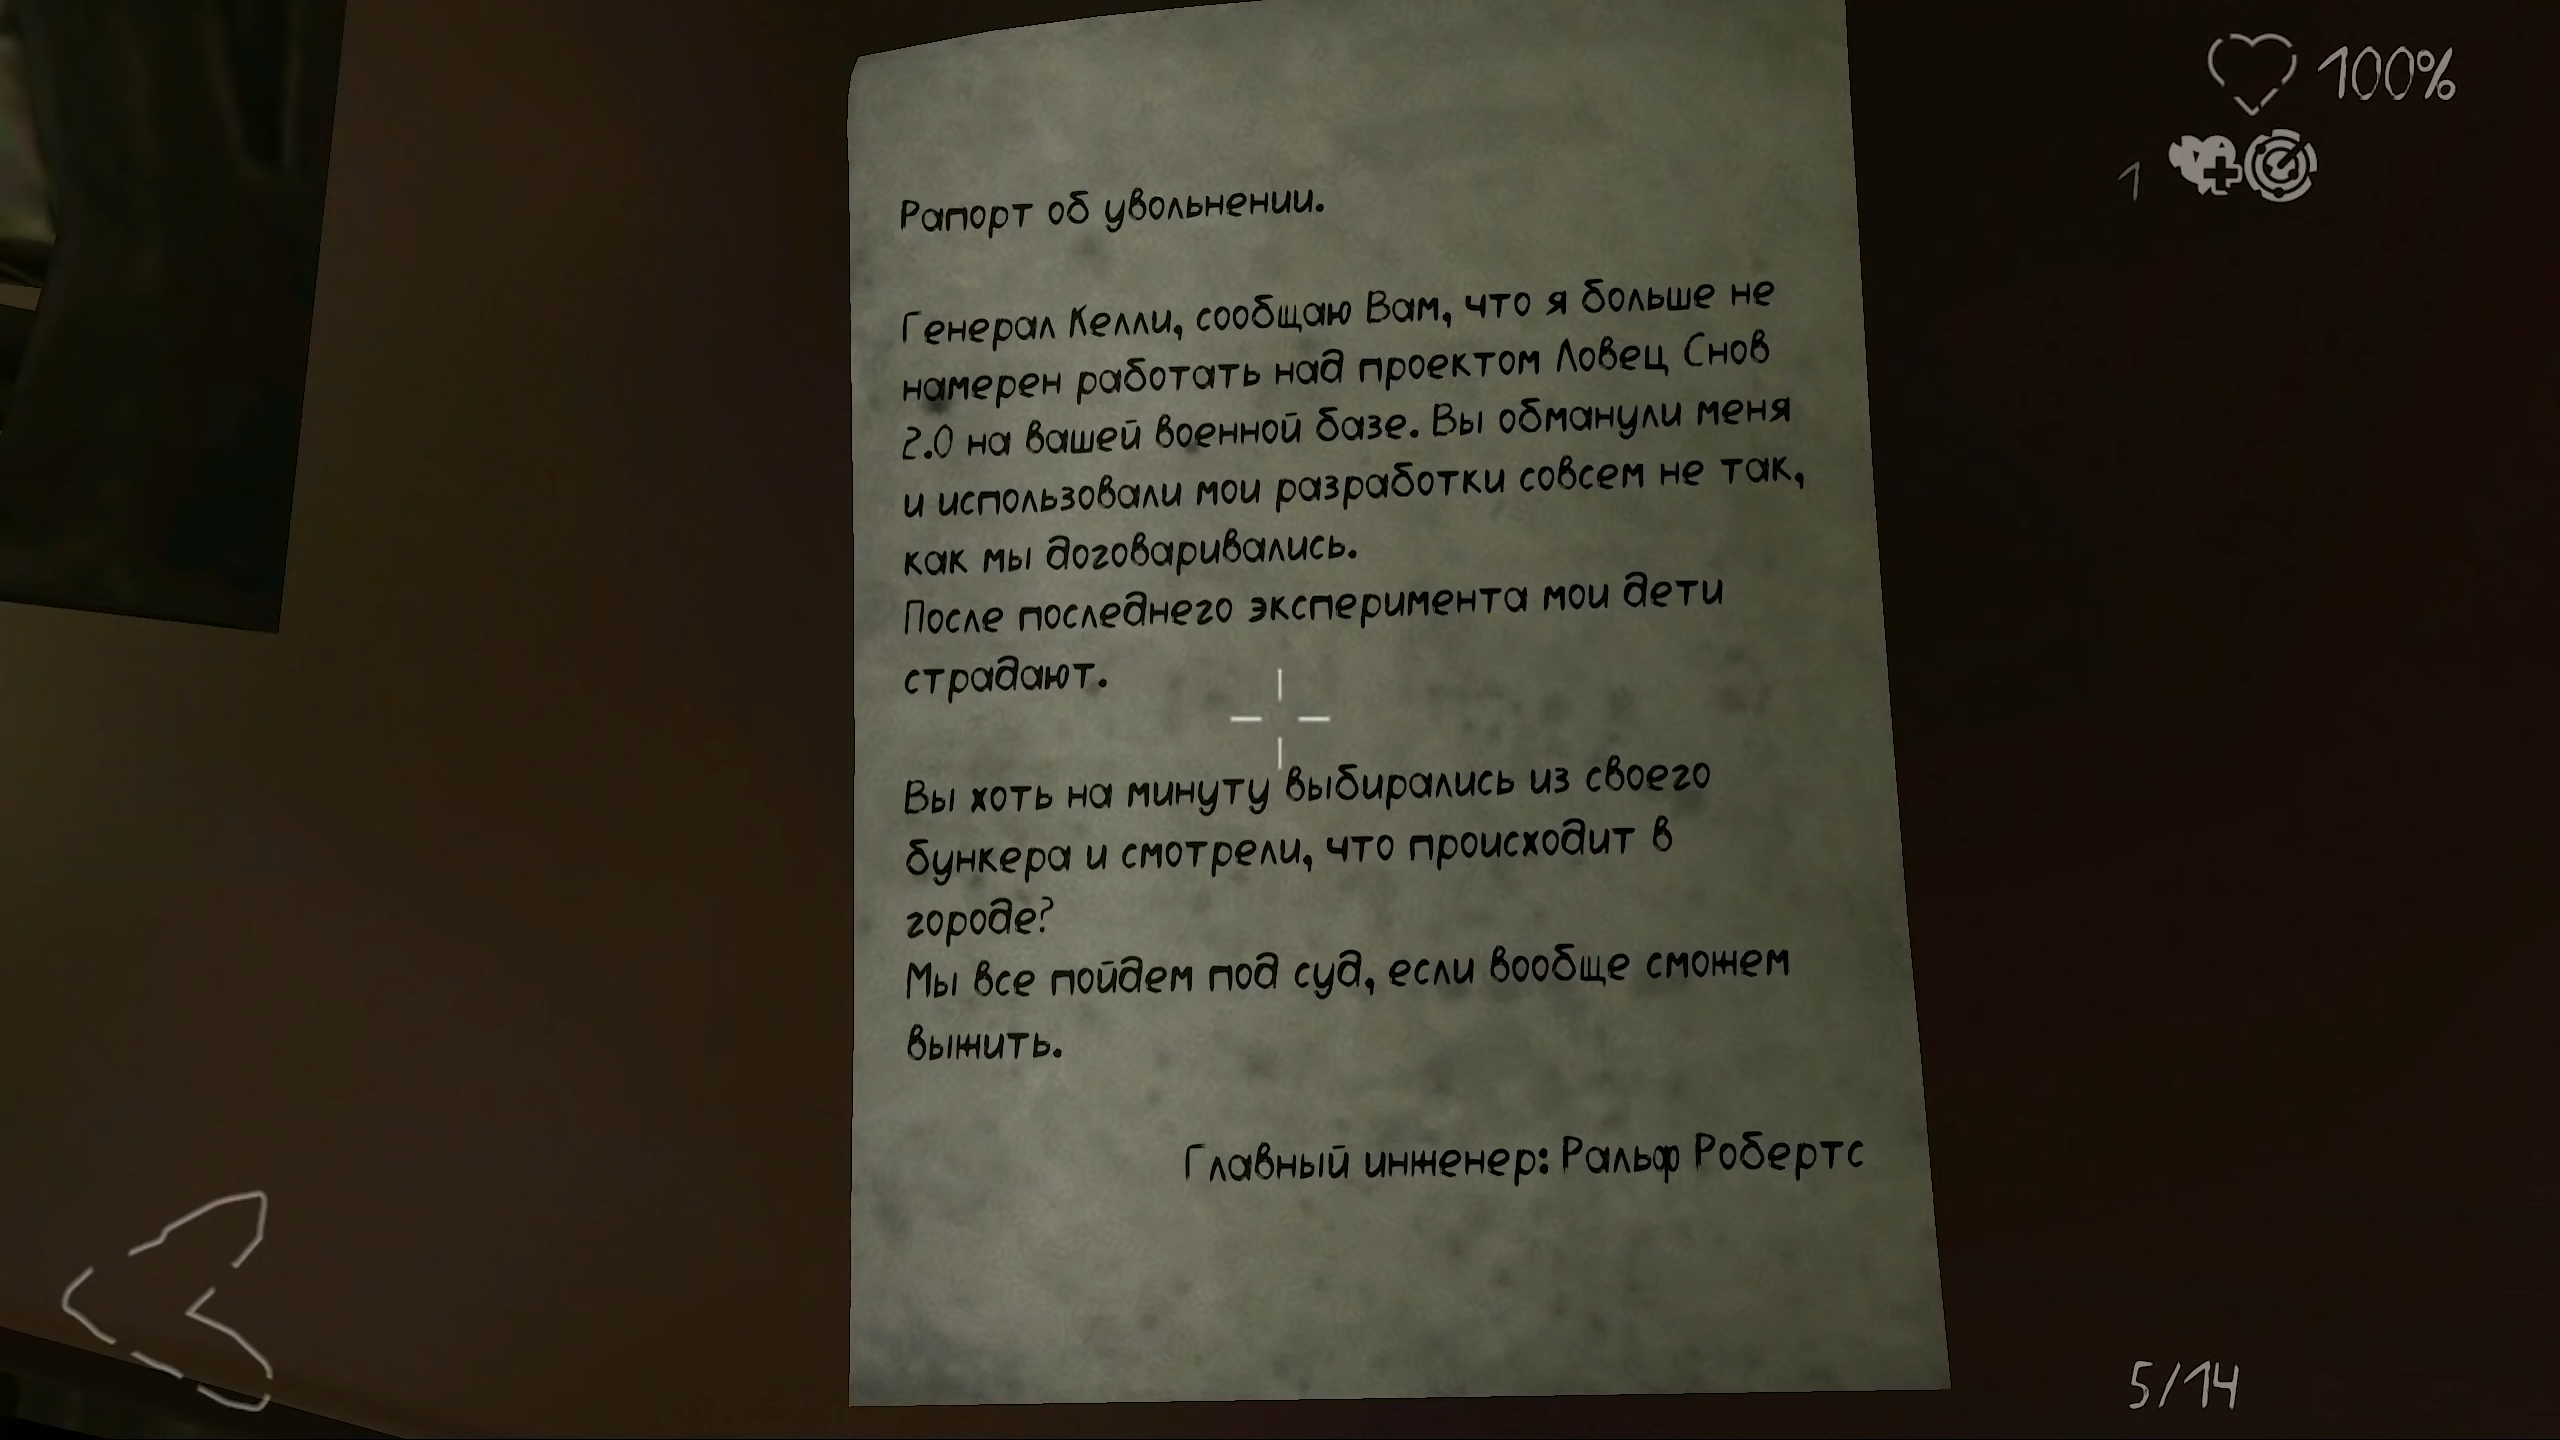 100%
1
Рапорт об увольнении.
Генерал Келли, сообщаю Вам, что я больше не
намерен работать над проектом Ловец Снов
2.0 на вашей военной базе. Вы обманули меня
и использовали мои разработки совсем не так,
как мы договаривались.
После последнего эксперимента мои дети
страдают.
Вы хоть на минуту выбирались из своего
бункера и смотрели, что происходит в
городе?
Мы все пойдем под суд, если вообще сможем
выжить.
Главный инженер: Ральф Робертс
5/14